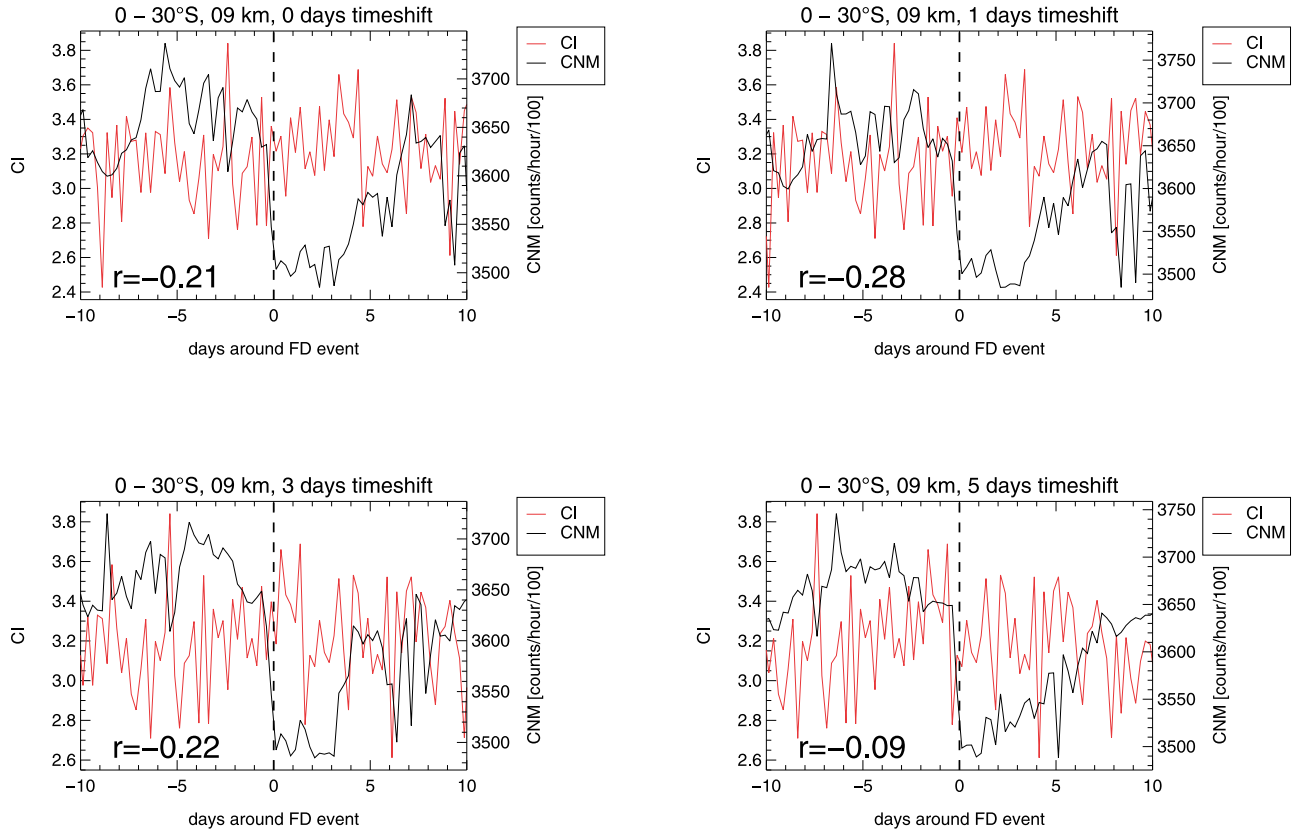 0 − 30°S, 09 km, 0 days timeshift
CI
CNM
3.8
3.6
3.4
3.2
3.0
2.8
2.6
2.4
CI
3700
3650
3600
3550
3500
CNM [counts/hour/100]
r=−0.21
−10 −5 0 5 10
days around FD event
0 − 30°S, 09 km, 1 days timeshift
CI
CNM
3.8
3.6
3.4
3.2
3.0
2.8
2.6
2.4
CI
3750
3700
3650
3600
3550
3500
CNM [counts/hour/100]
r=−0.28
−10 −5 0 5 10
days around FD event
0 − 30°S, 09 km, 3 days timeshift
CI
CNM
3.8
3.6
3.4
3.2
3.0
2.8
2.6
CI
3700
3650
3600
3550
3500
CNM [counts/hour/100]
r=−0.22
−10 −5 0 5 10
days around FD event
0 − 30°S, 09 km, 5 days timeshift
CI
CNM
3.8
3.6
3.4
3.2
3.0
2.8
2.6
CI
3750
3700
3650
3600
3550
3500
CNM [counts/hour/100]
r=−0.09
−10 −5 0 5 10
days around FD event